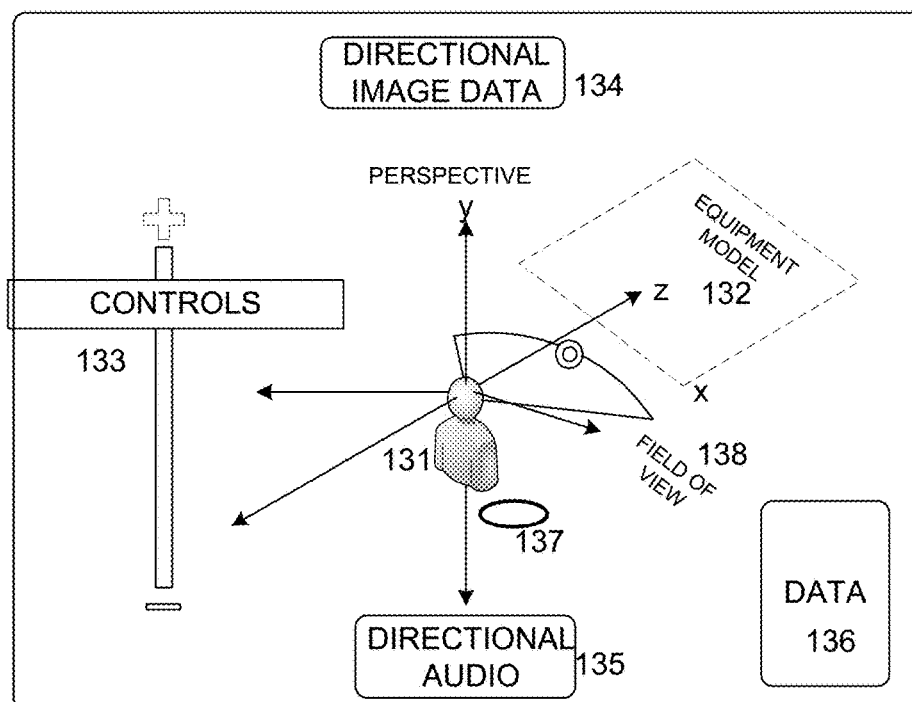 DIRECTIONAL
IMAGE DATA
134
PERSPECTIVE
y
EQUIPMENT
MODEL
132
z
CONTROLS
133
x
131
138
FIELD OF
VIEW
137
DATA
136
DIRECTIONAL
AUDIO
135